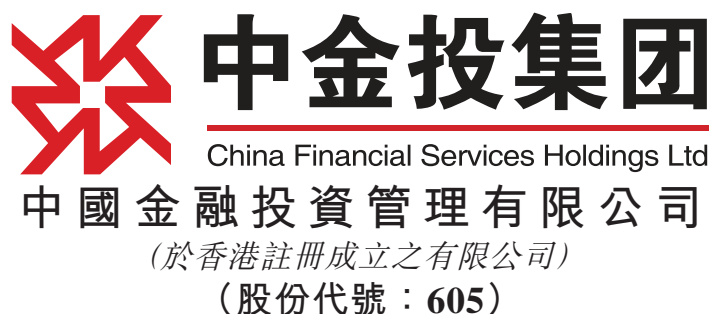 中金投集团
China Financial Services Holdings Ltd
中國金融投資管理有限公司
(於香港註冊成立之有限公司)
（股份代號：605）